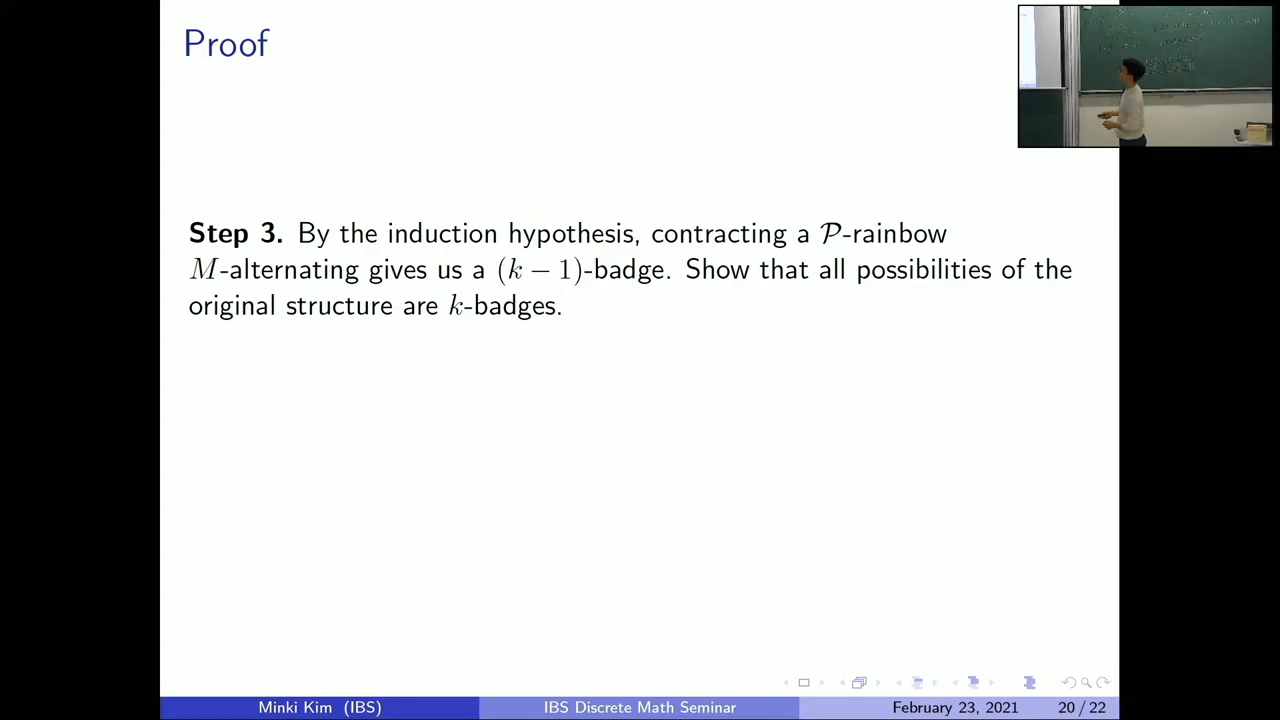 Proof
Step 3. By the induction hypothesis, contracting a 𝒫-rainbow
M-alternating gives us a (k − 1)-badge. Show that all possibilities of the
original structure are k-badges.
Minki Kim (IBS) IBS Discrete Math Seminar February 23, 2021 20 / 22